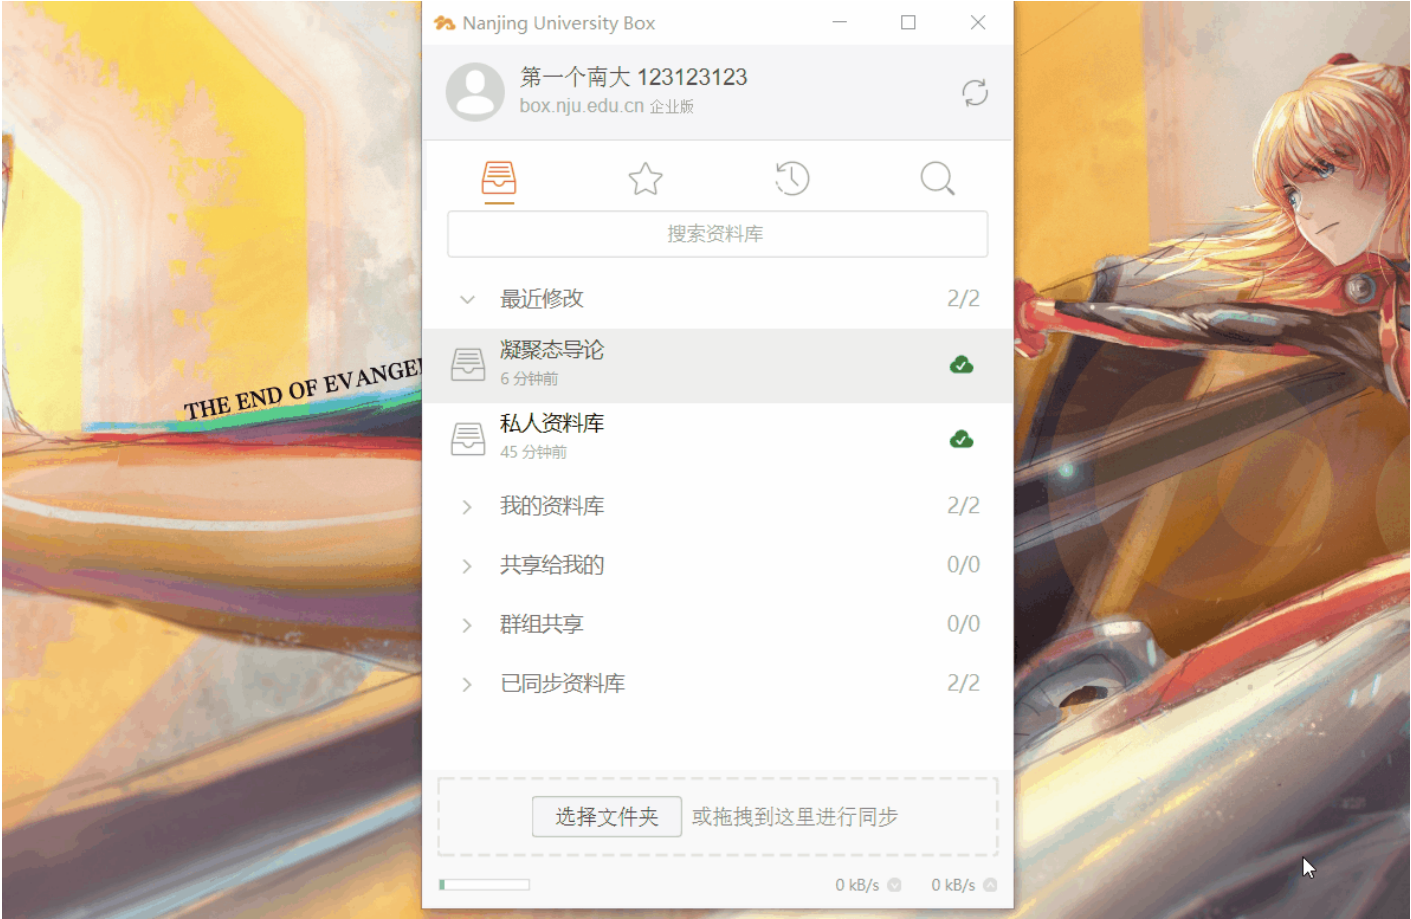 Nanjing University Box
第一个南大 123123123
box.nju.edu.cn 企业版
搜索资料库
最近修改 2/2
凝聚态导论
6 分钟前
私人资料库
45 分钟前
我的资料库 2/2
共享给我的 0/0
群组共享 0/0
已同步资料库 2/2
选择文件夹 或拖拽到这里进行同步
0 kB/s 0 kB/s
THE END OF EVANGE